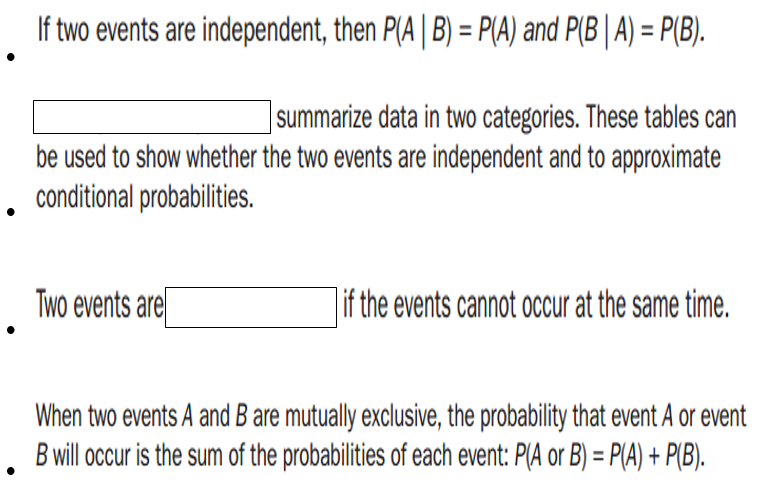 If two events are independent, then P(A | B) = P(A) and P(B | A) = P(B).
summarize data in two categories. These tables can
be used to show whether the two events are independent and to approximate
conditional probabilities.
Two events are if the events cannot occur at the same time.
When two events A and B are mutually exclusive, the probability that event A or event
B will occur is the sum of the probabilities of each event: P(A or B) = P(A) + P(B).